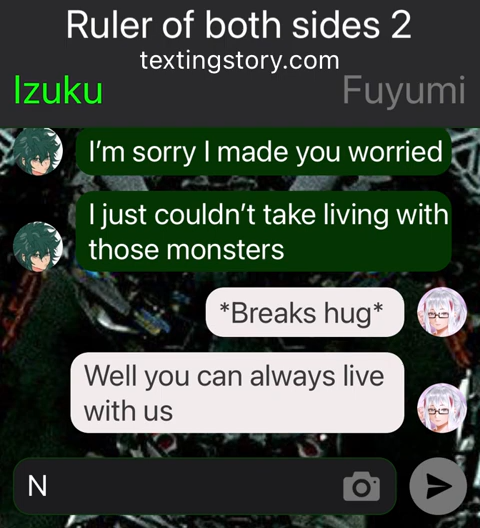 Ruler of both sides 2
textingstory.com
Izuku
Fuyumi
I’m sorry I made you worried
I just couldn’t take living with
those monsters
*Breaks hug*
Well you can always live
with us
N